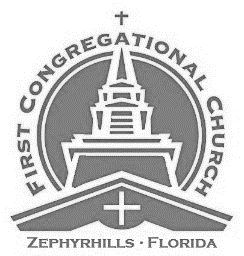 FIRST CONGREGATIONAL CHURCH
ZEPHYRHILLS · FLORIDA